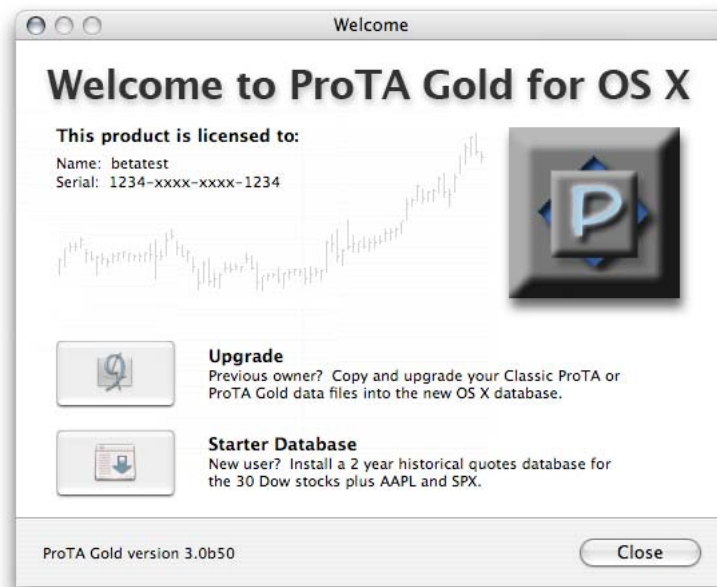 Welcome
Welcome to ProTA Gold for OS X
This product is licensed to:
Name: betatest
Serial: 1234-xxxx-xxxx-1234
P
Upgrade
Previous owner? Copy and upgrade your Classic ProTA or
ProTA Gold data files into the new OS X database.
Starter Database
New user? Install a 2 year historical quotes database for
the 30 Dow stocks plus AAPL and SPX.
ProTA Gold version 3.0b50
Close